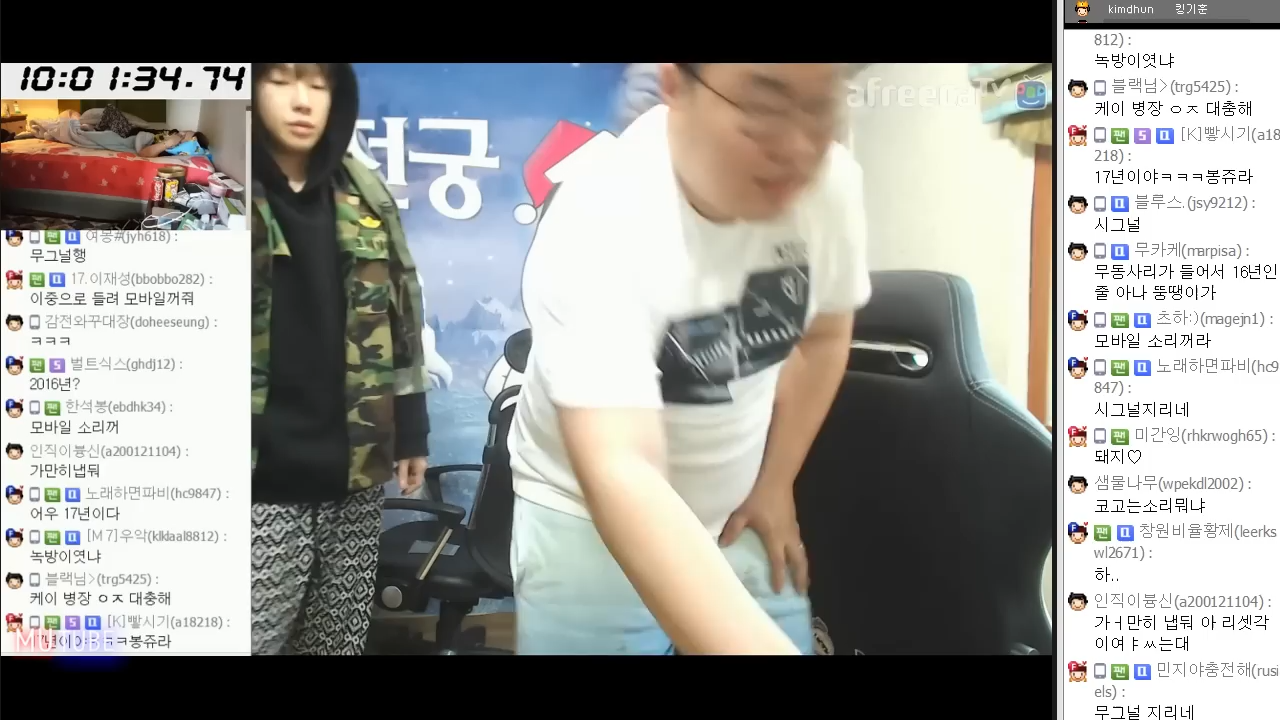 10:01:34.74
여몽#(jyh618) :
무그널행
17.이재성(bbobbo282) :
이중으로 들려 모바일꺼줘
감전와꾸대장(doheeseung) :
ㅋㅋㅋ
벌트식스(ghdj12) :
2016년?
한석봉(ebdhk34) :
모바일 소리꺼
인직이븅신(a200121104) :
가만히냅둬
노래하면파비(hc9847) :
어우 17년이다
[M7]우악(klklaal8812) :
녹방이엿냐
블랙님>(trg5425) :
케이 병장 ㅇㅈ 대충해
[K]빻시기(a18218) :
MUTUBE
전궁
afreecaTV
kimdhun 킹기훈
812) :
녹방이엿냐
블랙님>(trg5425) :
케이 병장 ㅇㅈ 대충해
[K]빻시기(a18
218) :
17년이야ㅋㅋㅋ봉쥬라
블루스.(jsy9212) :
시그널
무카케(marpisa) :
무동사리가 들어서 16년인
줄 아나 뚱땡이가
츠하:)(magejn1) :
모바일 소리꺼라
노래하면파비(hc9
847) :
시그널지리네
미간잉(rhkrwogh65) :
돼지♡
샘물나무(wpekdl2002) :
코고는소리뭐냐
창원비율황제(leerks
wl2671) :
하..
인직이븅신(a200121104) :
가ㅓ만히 냅둬 아 리셋각
이여ㅑㅆ는대
민지야충전해(rusi
els) :
무그널 지리네